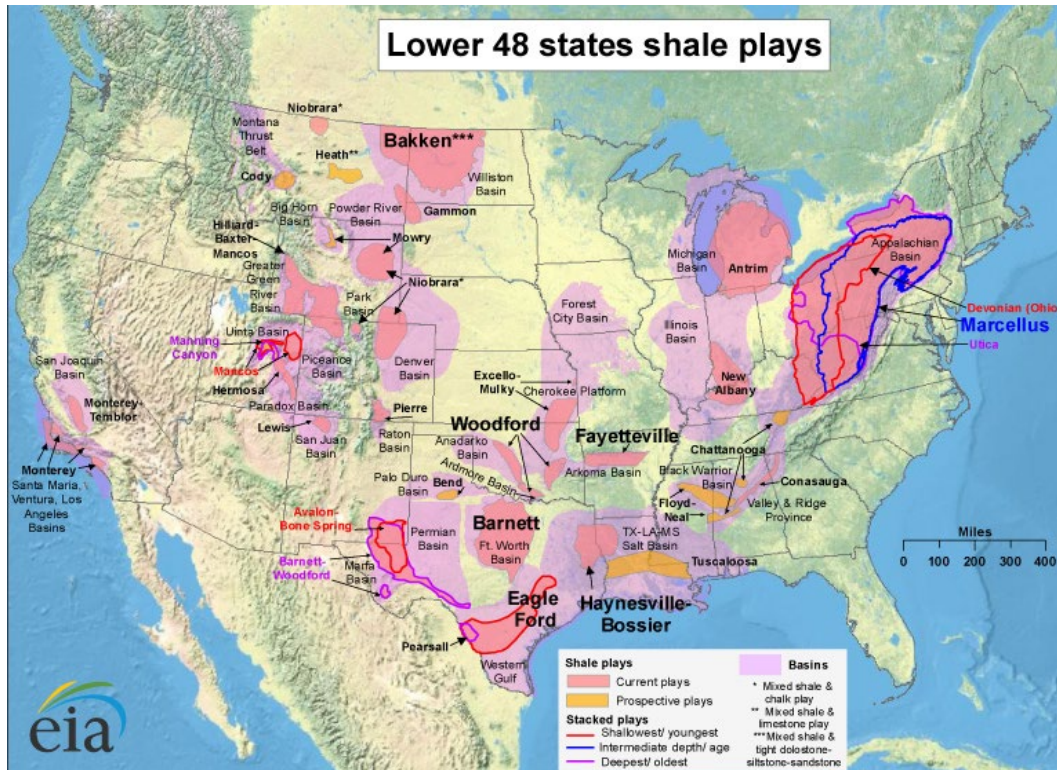 Lower 48 states shale plays
Niobrara*
Montana
Thrust
Belt
Bakken***
Heath**
Cody
Williston
Basin
Big Horn
Basin
Powder River
Basin
Gammon
Hilliard-
Baxter-
Mancos
Mowry
Greater
Green
River
Basin
Park
Basin
Niobrara*
Michigan
Basin
Antrim
Appalachian
Basin
Devonian (Ohio
Marcellus
Utica
Forest
City Basin
Illinois
Basin
Uinta Basin
Manning
Canyon
Mancos
Piceance
Basin
Denver
Basin
San Joaquin
Basin
Hermosa
Excello-
Mulky
Cherokee Platform
New
Albany
Monterey-
Temblor
Paradox Basin
Pierre
Lewis
San Juan
Basin
Raton
Basin
Woodford
Fayetteville
Anadarko
Basin
Chattanooga
Monterey
Santa Maria,
Ventura, Los
Angeles
Basins
Ardmore Basin
Arkoma Basin
Black Warrior
Basin
Conasauga
Palo Duro
Basin
Bend
Floyd-
Neal
Valley & Ridge
Province
Avalon-
Bone Spring
Permian
Basin
Barnett
Ft. Worth
Basin
TX-LA-MS
Salt Basin
Tuscaloosa
Miles
0 100 200 300 400
Barnett-
Woodford
Marfa
Basin
Eagle
Ford
Haynesville-
Bossier
Pearsall
Western
Gulf
Shale plays
Current plays
Prospective plays
Stacked plays
Shallowest/ youngest
Intermediate depth/ age
Deepest/ oldest
Basins
* Mixed shale &
chalk play
** Mixed shale &
limestone play
***Mixed shale &
tight dolostone-
siltstone-sandstone
eia